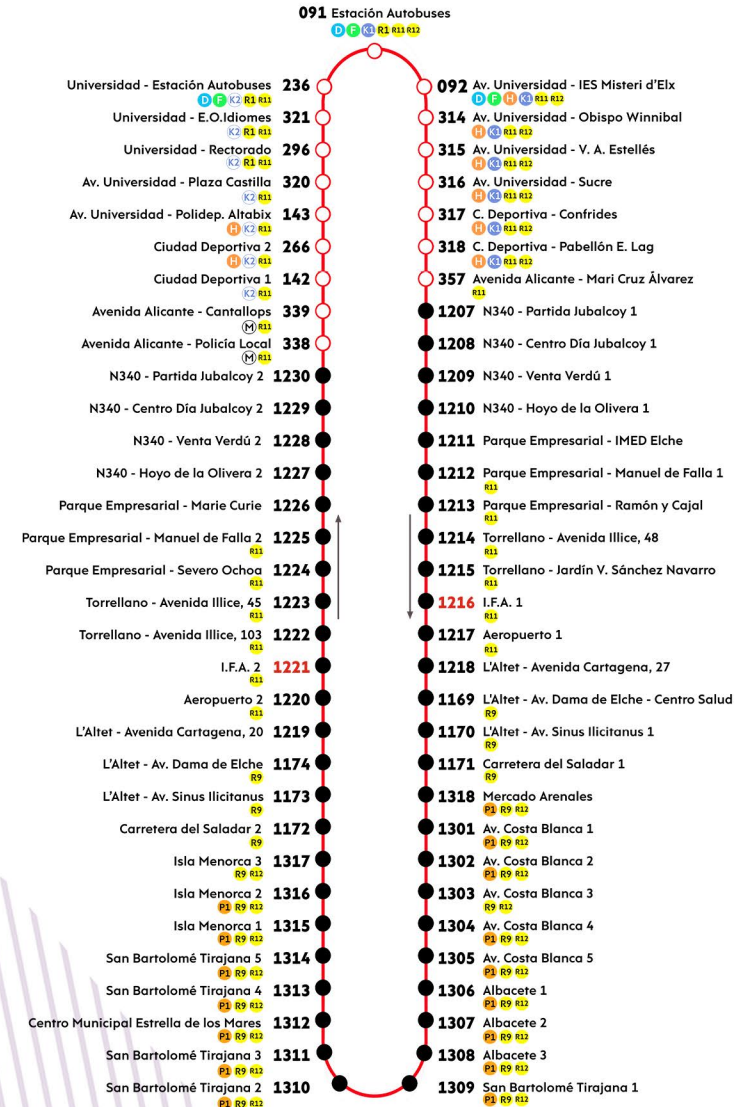 091 Estación Autobuses
D F K1 R1 R11 R12
Universidad - Estación Autobuses 236
D F K2 R1 R11
Universidad - E.O.Idiomes 321
K2 R1 R11
Universidad - Rectorado 296
K2 R1 R11
Av. Universidad - Plaza Castilla 320
K2 R11
Av. Universidad - Polidep. Altabix 143
H K2 R11
Ciudad Deportiva 2 266
H K2 R11
Ciudad Deportiva 1 142
K2 R11
Avenida Alicante - Cantallops 339
M R11
Avenida Alicante - Policía Local 338
M R11
N340 - Partida Jubalcoy 2 1230
N340 - Centro Día Jubalcoy 2 1229
N340 - Venta Verdú 2 1228
N340 - Hoyo de la Olivera 2 1227
Parque Empresarial - Marie Curie 1226
Parque Empresarial - Manuel de Falla 2 1225
R11
Parque Empresarial - Severo Ochoa 1224
R11
Torrellano - Avenida Illice, 45 1223
R11
Torrellano - Avenida Illice, 103 1222
R11
I.F.A. 2 1221
R11
Aeropuerto 2 1220
R11
L'Altet - Avenida Cartagena, 20 1219
L'Altet - Av. Dama de Elche 1174
R9
L'Altet - Av. Sinus Ilicitanus 1173
R9
Carretera del Saladar 2 1172
R9
Isla Menorca 3 1317
R9 R12
Isla Menorca 2 1316
P1 R9 R12
Isla Menorca 1 1315
P1 R9 R12
San Bartolomé Tirajana 5 1314
P1 R9 R12
San Bartolomé Tirajana 4 1313
P1 R9 R12
Centro Municipal Estrella de los Mares 1312
P1 R9 R12
San Bartolomé Tirajana 3 1311
P1 R9 R12
San Bartolomé Tirajana 2 1310
P1 R9 R12
092 Av. Universidad - IES Misteri d'Elx
D F H K1 R11 R12
314 Av. Universidad - Obispo Winnibal
H K1 R11 R12
315 Av. Universidad - V. A. Estellés
H K1 R11 R12
316 Av. Universidad - Sucre
H K1 R11 R12
317 C. Deportiva - Confrides
H K1 R11 R12
318 C. Deportiva - Pabellón E. Lag
H K1 R11 R12
357 Avenida Alicante - Mari Cruz Álvarez
R11
1207 N340 - Partida Jubalcoy 1
1208 N340 - Centro Día Jubalcoy 1
1209 N340 - Venta Verdú 1
1210 N340 - Hoyo de la Olivera 1
1211 Parque Empresarial - IMED Elche
1212 Parque Empresarial - Manuel de Falla 1
R11
1213 Parque Empresarial - Ramón y Cajal
R11
1214 Torrellano - Avenida Illice, 48
R11
1215 Torrellano - Jardín V. Sánchez Navarro
R11
1216 I.F.A. 1
R11
1217 Aeropuerto 1
R11
1218 L'Altet - Avenida Cartagena, 27
1169 L'Altet - Av. Dama de Elche - Centro Salud
R9
1170 L'Altet - Av. Sinus Ilicitanus 1
R9
1171 Carretera del Saladar 1
R9
1318 Mercado Arenales
P1 R9 R12
1301 Av. Costa Blanca 1
P1 R9 R12
1302 Av. Costa Blanca 2
P1 R9 R12
1303 Av. Costa Blanca 3
R9 R12
1304 Av. Costa Blanca 4
P1 R9 R12
1305 Av. Costa Blanca 5
P1 R9 R12
1306 Albacete 1
P1 R9 R12
1307 Albacete 2
P1 R9 R12
1308 Albacete 3
P1 R9 R12
1309 San Bartolomé Tirajana 1
P1 R9 R12